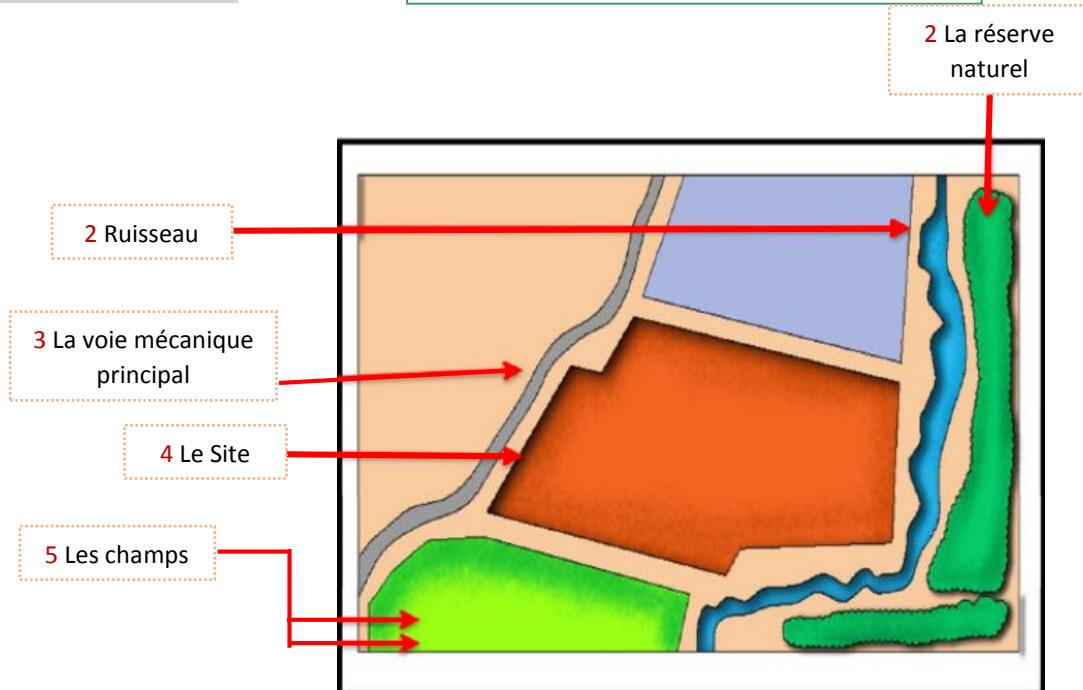 2 La réserve
naturel
2 Ruisseau
3 La voie mécanique
principal
4 Le Site
5 Les champs